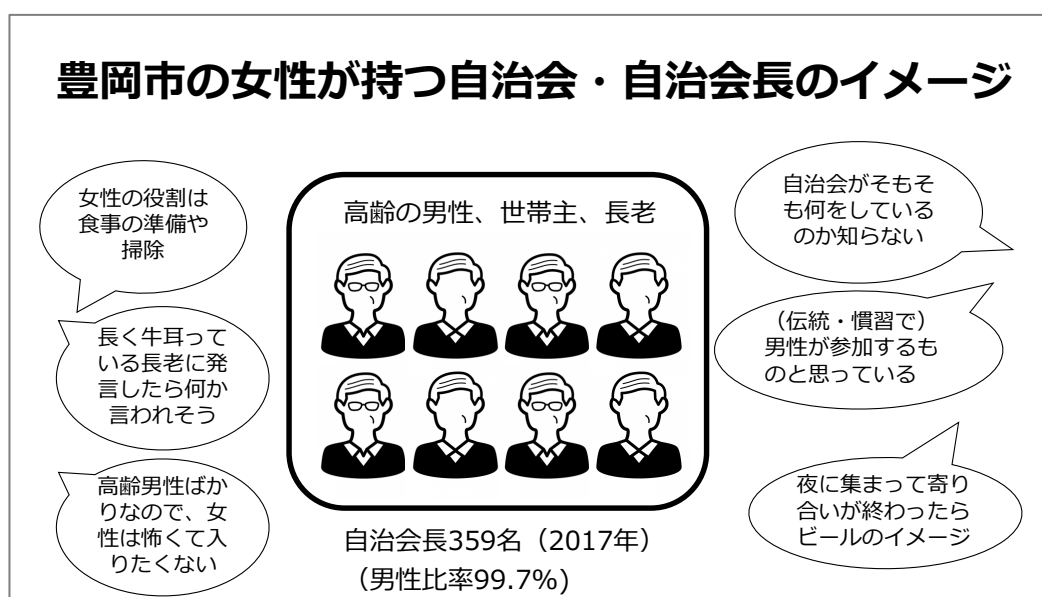 豊岡市の女性が持つ自治会・自治会長のイメージ
女性の役割は
食事の準備や
掃除
長く牛耳って
いる長老に発
言したら何か
言われそう
高齢男性ばか
りなので、女
性は怖くて入
りたくない
高齢の男性、世帯主、長老
自治会長359名（2017年）
（男性比率99.7%)
自治会がそもそ
も何をしている
のか知らない
（伝統・慣習で）
男性が参加するも
のと思っている
夜に集まって寄り
合いが終わったら
ビールのイメージ